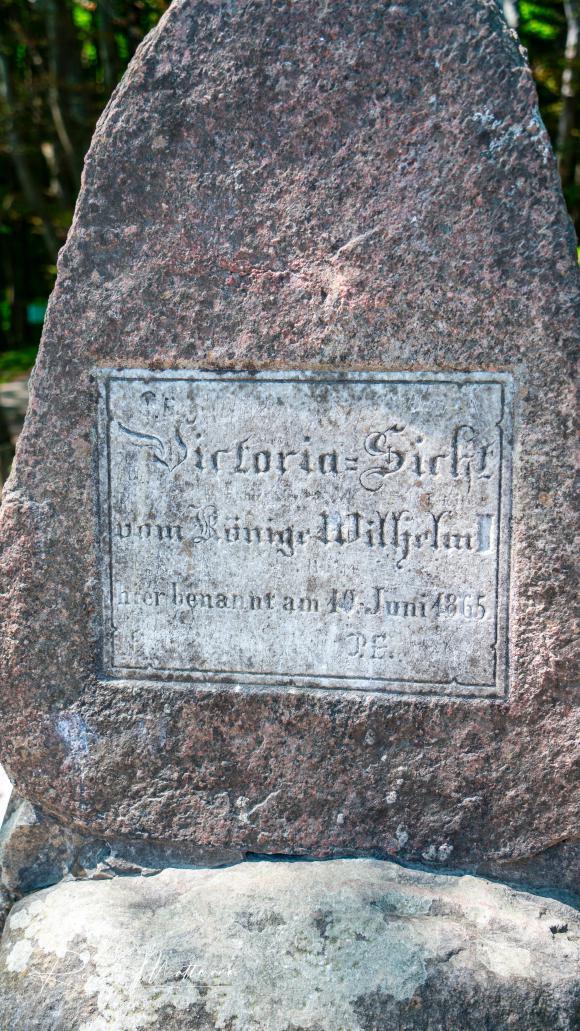 Victoria-Sicht
vom Könige Wilhelm I
hier benannt am 10. Juni 1865
P.E.